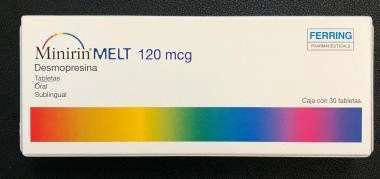 Minirin® MELT 120 mcg
Desmopresina
Tabletas
Oral
Sublingual
FERRING
PHARMACEUTICALS
Caja con 30 tabletas.